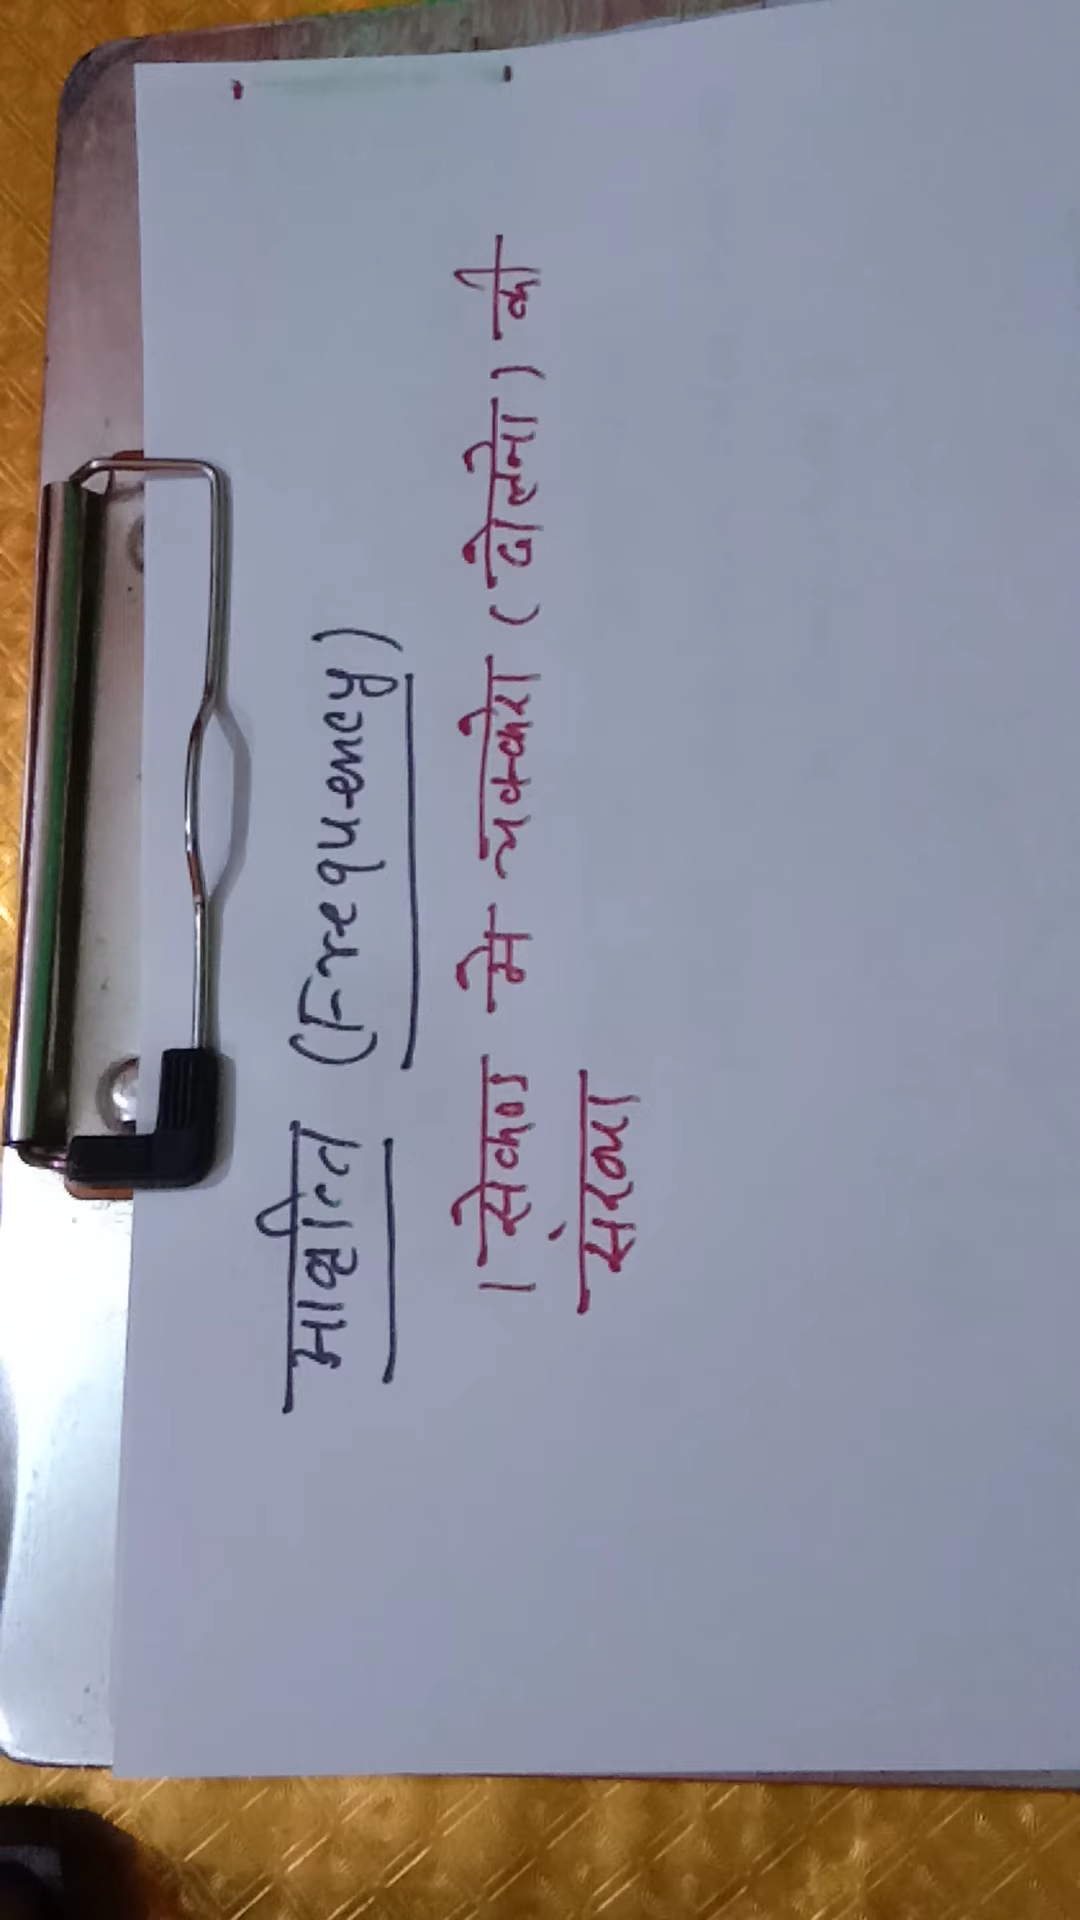 आवृत्ति (Frequency)
1 सेकण्ड मे चक्करो (दोलनो) की
संख्या